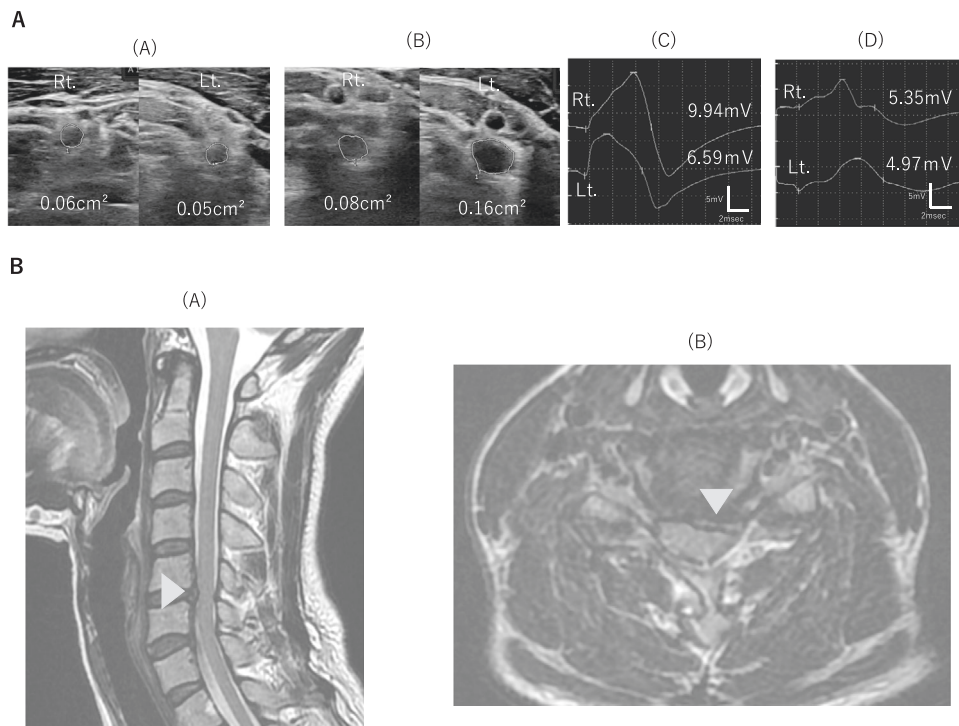 A
(A)
Rt.
Lt.
0.06cm²
0.05cm²
(B)
Rt.
Lt.
0.08cm²
0.16cm²
(C)
Rt.
9.94mV
Lt.
6.59mV
5mV
2msec
(D)
Rt.
5.35mV
Lt.
4.97mV
5mV
2msec
B
(A)
(B)